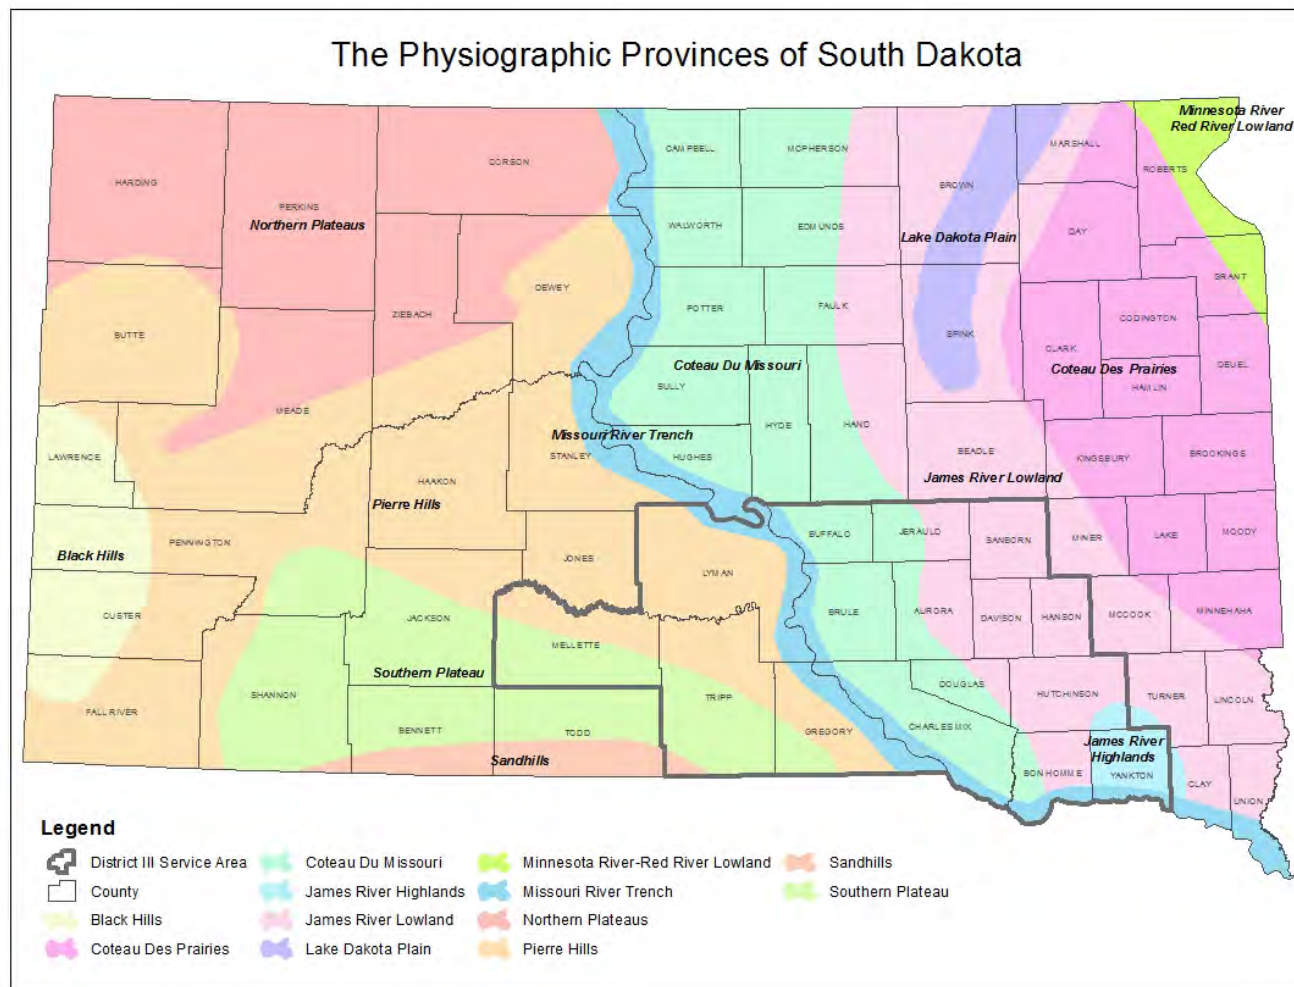 The Physiographic Provinces of South Dakota
Minnesota River
Red River Lowland
CAMPBELL
MCPHERSON
MARSHALL
ROBERTS
CORSON
HARDING
BROWN
PERKINS
Northern Plateaus
WALWORTH
EDMUNDS
Lake Dakota Plain
DAY
GRANT
DEWEY
POTTER
FAULK
ZIEBACH
CODINGTON
BUTTE
SPINK
CLARK
DEUEL
Coteau Du Missouri
Coteau Des Prairies
SULLY
HAMLIN
MEADE
HYDE
HAND
Missouri River Trench
LAWRENCE
STANLEY
HUGHES
BEADLE
KINGSBURY
BROOKINGS
HAAKON
James River Lowland
Pierre Hills
BUFFALO
JERAULD
SANBORN
MINER
LAKE
MOODY
PENNINGTON
Black Hills
JONES
LYMAN
CUSTER
JACKSON
BRULE
AURORA
DAVISON
HANSON
MCCOOK
MINNEHAHA
MELLETTE
Southern Plateau
SHANNON
TRIPP
DOUGLAS
HUTCHINSON
TURNER
LINCOLN
FALL RIVER
BENNETT
TODD
GREGORY
CHARLES MIX
James River
Highlands
Sandhills
BON HOMME
YANKTON
CLAY
UNION
Legend
District III Service Area
County
Black Hills
Coteau Des Prairies
Coteau Du Missouri
James River Highlands
James River Lowland
Lake Dakota Plain
Minnesota River-Red River Lowland
Missouri River Trench
Northern Plateaus
Pierre Hills
Sandhills
Southern Plateau